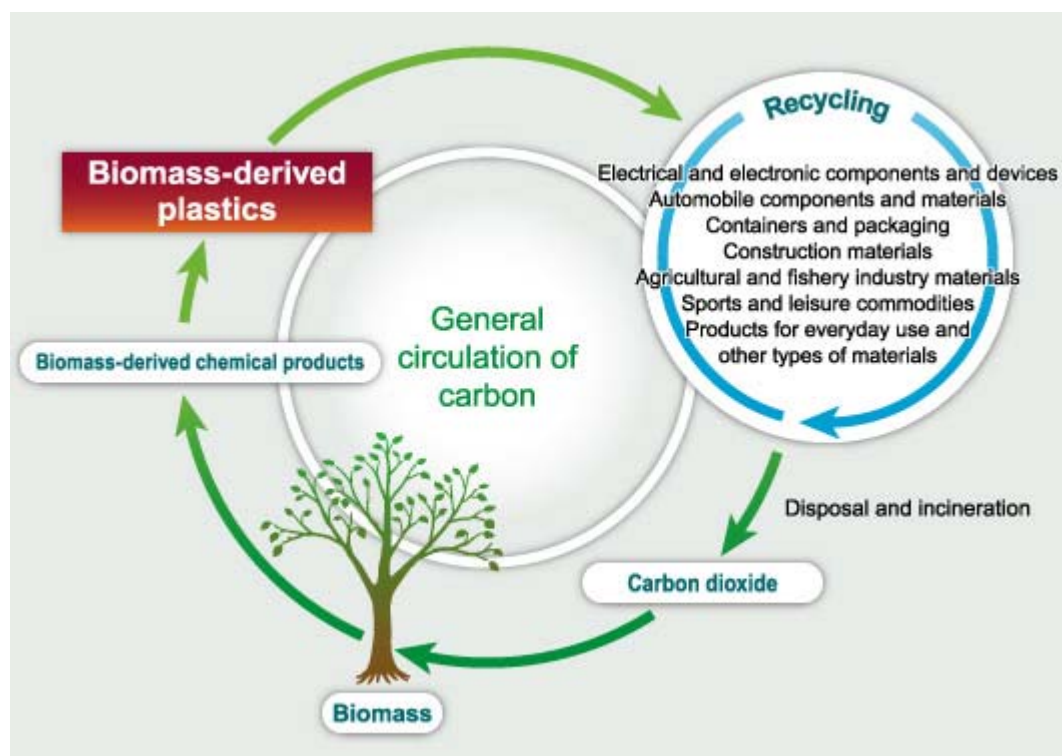 Recycling
Biomass-derived
plastics
Electrical and electronic components and devices
Automobile components and materials
Containers and packaging
Construction materials
Agricultural and fishery industry materials
Sports and leisure commodities
Products for everyday use and
other types of materials
General
circulation of
carbon
Biomass-derived chemical products
Disposal and incineration
Carbon dioxide
Biomass